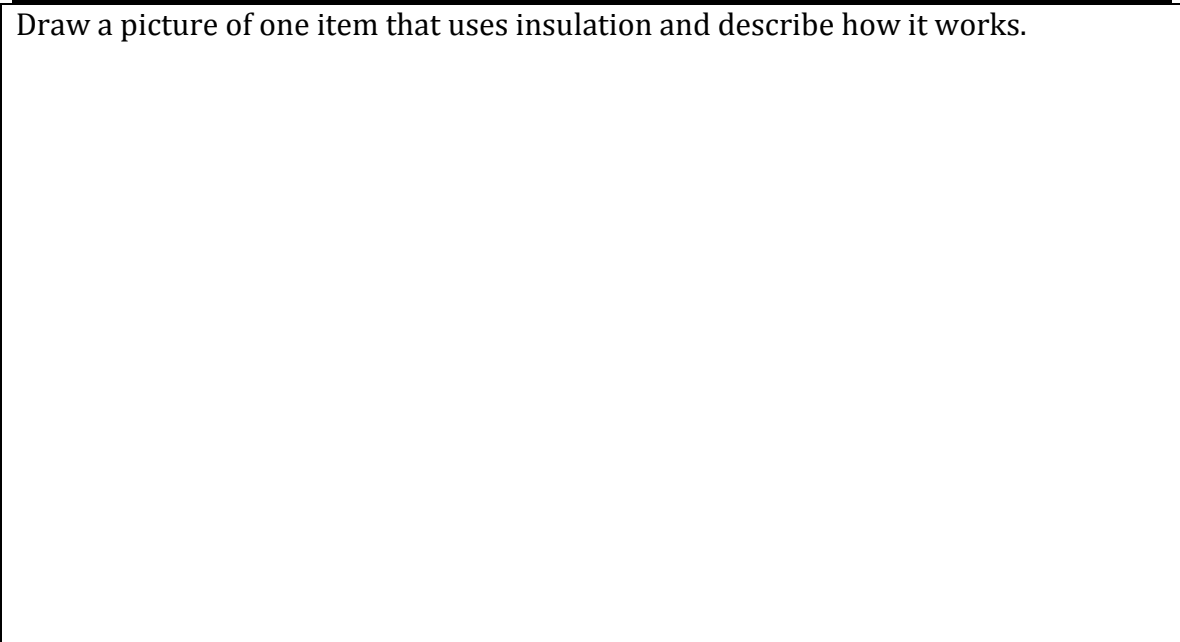 Draw a picture of one item that uses insulation and describe how it works.